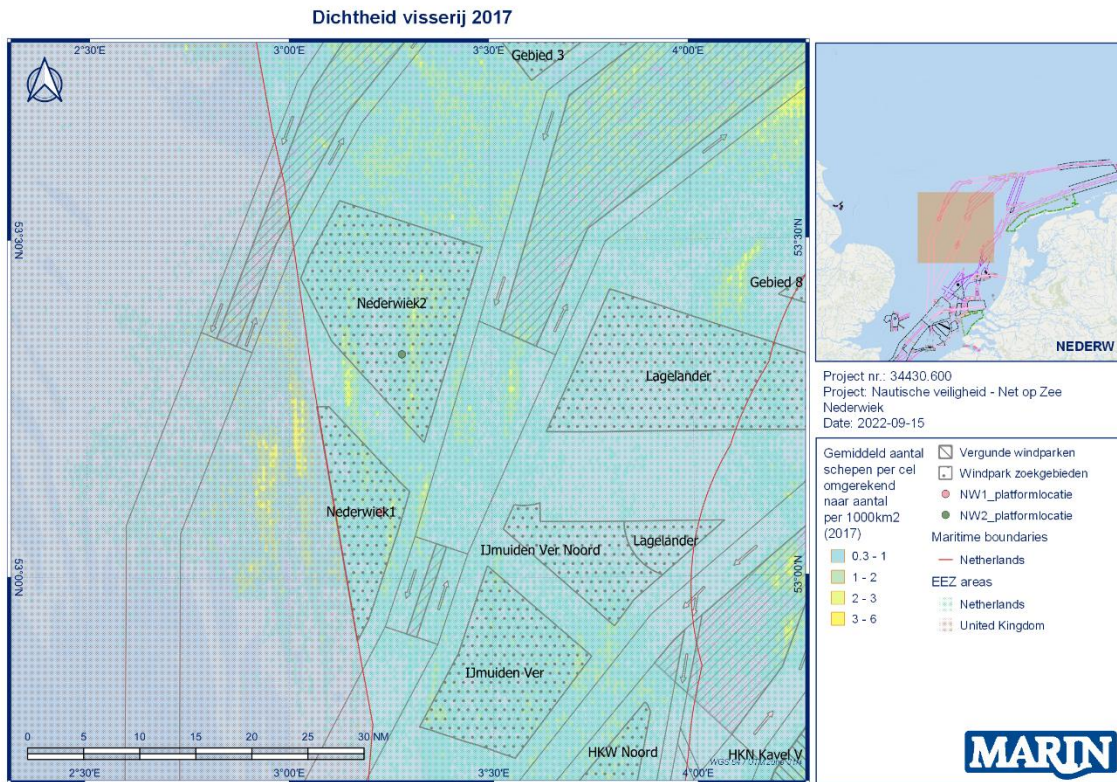 Dichtheid visserij 2017
2°30'E 3°00'E 3°30'E 4°00'E
Gebied 3
53°30'N 53°30'N
Gebied 8
Nederwiek2
Lagelander
Nederwiek1
IJmuiden Ver Noord
Lagelander
53°00'N 53°00'N
IJmuiden Ver
HKW Noord
HKN Kavel V
0 5 10 15 20 25 30 NM
2°30'E 3°00'E 3°30'E 4°00'E
NEDERW
Project nr.: 34430.600
Project: Nautische veiligheid - Net op Zee
Nederwiek
Date: 2022-09-15
Gemiddeld aantal
schepen per cel
omgerekend
naar aantal
per 1000km2
(2017)
0.3 - 1
1 - 2
2 - 3
3 - 6
Vergunde windparken
Windpark zoekgebieden
NW1_platformlocatie
NW2_platformlocatie
Maritime boundaries
Netherlands
EEZ areas
Netherlands
United Kingdom
MARIN